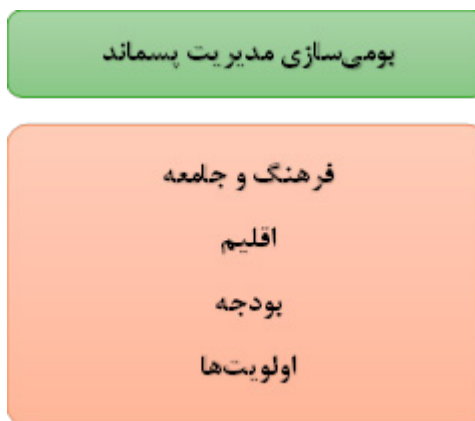 بومی‌سازی مدیریت پسماند
فرهنگ و جامعه
اقلیم
بودجه
اولویت‌ها